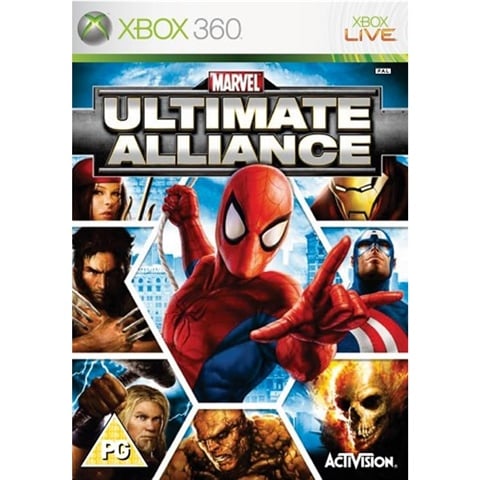 XBOX 360
XBOX
LIVE
PAL
MARVEL
ULTIMATE
ALLIANCE
A
PG
ACTIVISION